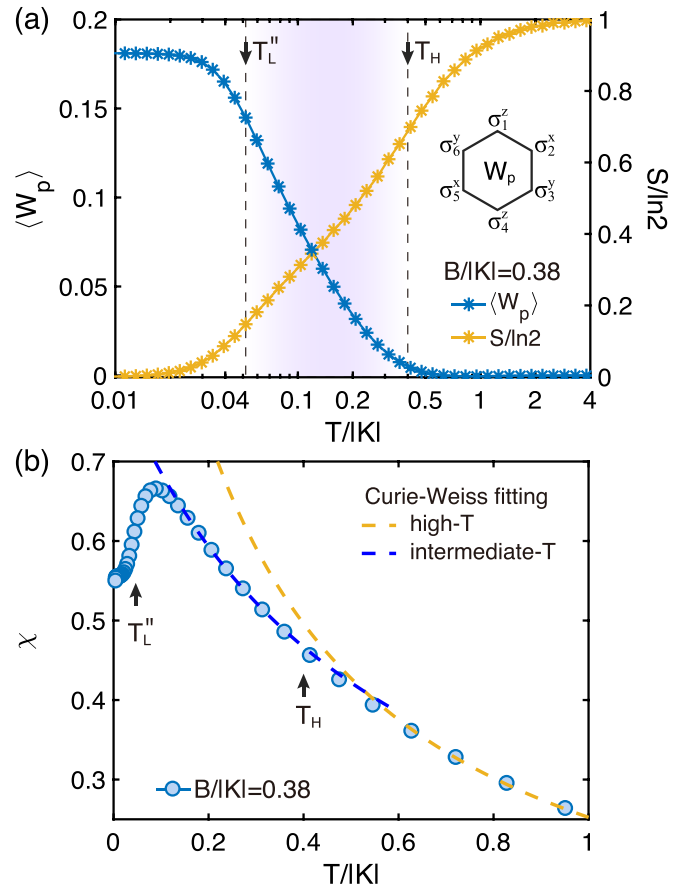 (a)
0.2
0.15
0.1
0.05
0
⟨W_p⟩
T_L''
T_H
1
0.8
0.6
0.4
0.2
0
S/ln2
σ_1^z
σ_6^y
σ_2^x
W_p
σ_5^x
σ_3^y
σ_4^z
B/|K|=0.38
⟨W_p⟩
S/ln2
0.01 0.04 0.1 0.2 0.5 1 2 4
T/|K|
(b)
0.7
0.6
0.5
0.4
0.3
χ
Curie-Weiss fitting
high-T
intermediate-T
T_L''
T_H
B/|K|=0.38
0 0.2 0.4 0.6 0.8 1
T/|K|